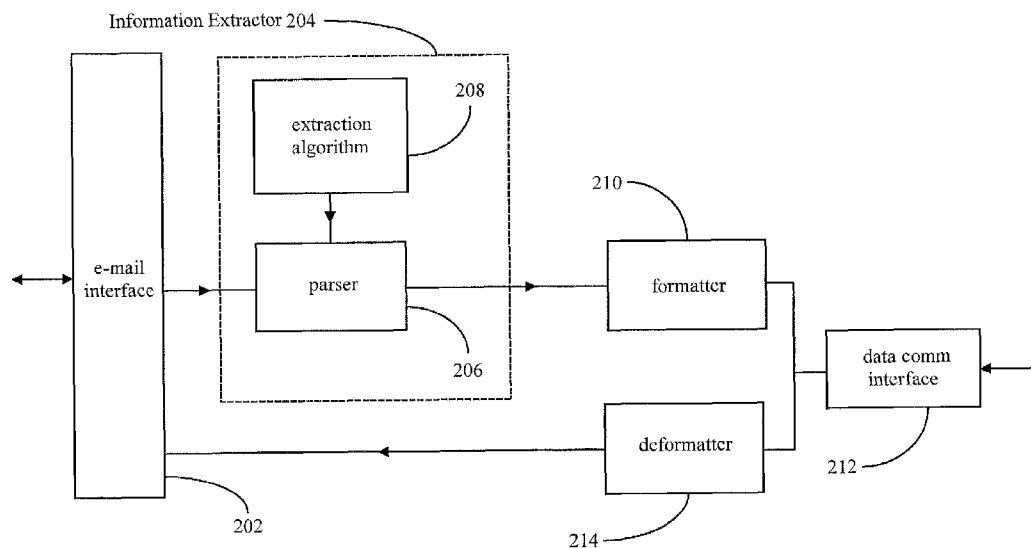 Information Extractor 204
208
extraction
algorithm
210
e-mail
interface
parser
formatter
206
data comm
interface
deformatter
212
202
214